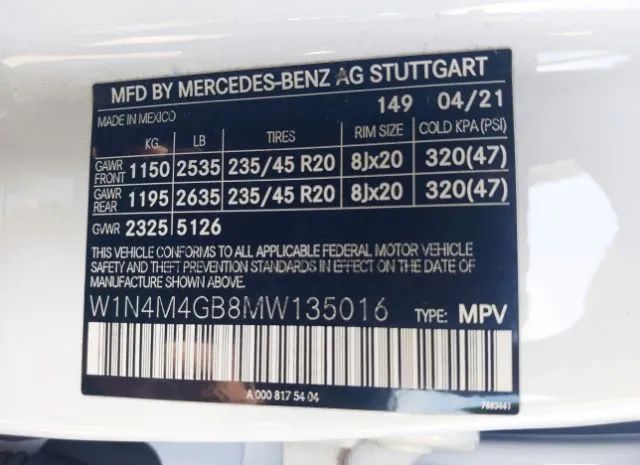 MFD BY MERCEDES-BENZ AG STUTTGART
MADE IN MEXICO 149 04/21
KG LB TIRES RIM SIZE COLD KPA (PSI)
GAWR FRONT 1150 2535 235/45 R20 8Jx20 320(47)
GAWR REAR 1195 2635 235/45 R20 8Jx20 320(47)
GVWR 2325 5126
THIS VEHICLE CONFORMS TO ALL APPLICABLE FEDERAL MOTOR VEHICLE
SAFETY AND THEFT PREVENTION STANDARDS IN EFFECT ON THE DATE OF
MANUFACTURE SHOWN ABOVE.
W1N4M4GB8MW135016 TYPE: MPV
A 000 817 54 04 7883661